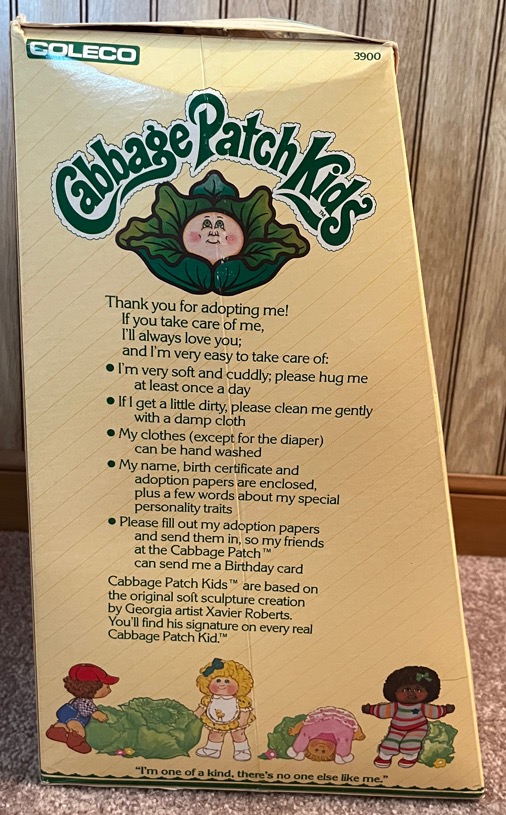 COLECO
3900
Cabbage Patch Kids™
Thank you for adopting me!
If you take care of me,
I'll always love you;
and I'm very easy to take care of:
• I'm very soft and cuddly; please hug me
at least once a day
• If I get a little dirty, please clean me gently
with a damp cloth
• My clothes (except for the diaper)
can be hand washed
• My name, birth certificate and
adoption papers are enclosed,
plus a few words about my special
personality traits
• Please fill out my adoption papers
and send them in, so my friends
at the Cabbage Patch™
can send me a Birthday card
Cabbage Patch Kids™ are based on
the original soft sculpture creation
by Georgia artist Xavier Roberts.
You'll find his signature on every real
Cabbage Patch Kid.™
"I'm one of a kind, there's no one else like me."